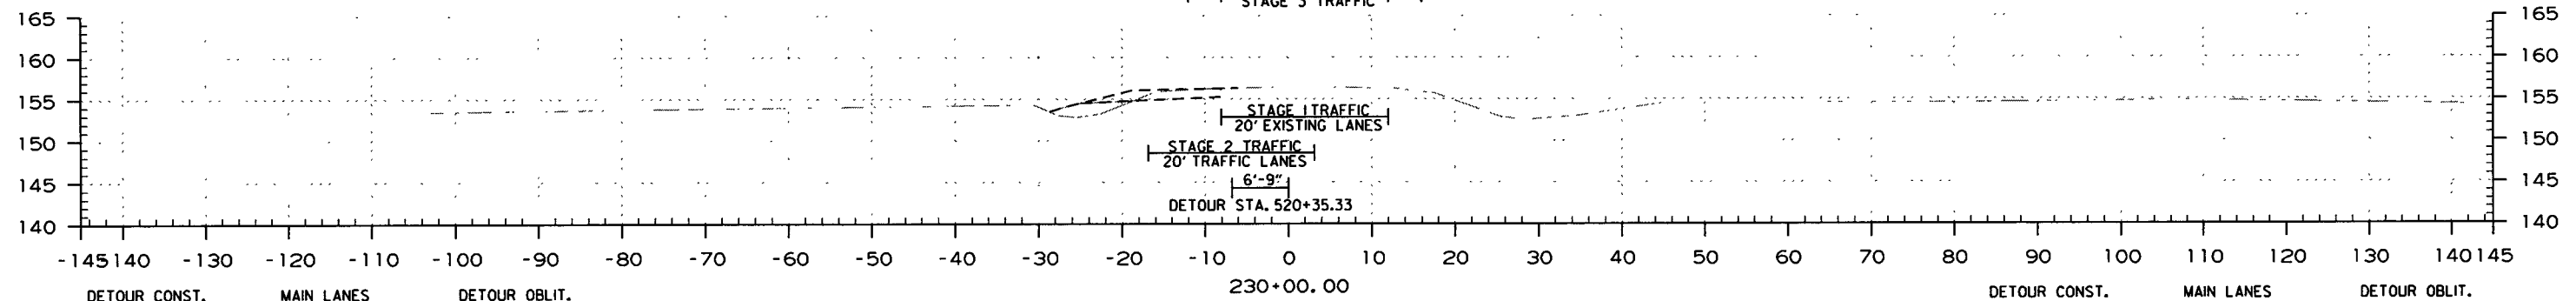 STAGE 3 TRAFFIC
165 165
160 160
155 155
STAGE 1 TRAFFIC
20' EXISTING LANES
150 150
STAGE 2 TRAFFIC
20' TRAFFIC LANES
145 6'-9" 145
DETOUR STA. 520+35.33
140 140
-145 140 -130 -120 -110 -100 -90 -80 -70 -60 -50 -40 -30 -20 -10 0 10 20 30 40 50 60 70 80 90 100 110 120 130 140 145
230+00.00
DETOUR CONST. MAIN LANES DETOUR OBLIT. DETOUR CONST. MAIN LANES DETOUR OBLIT.